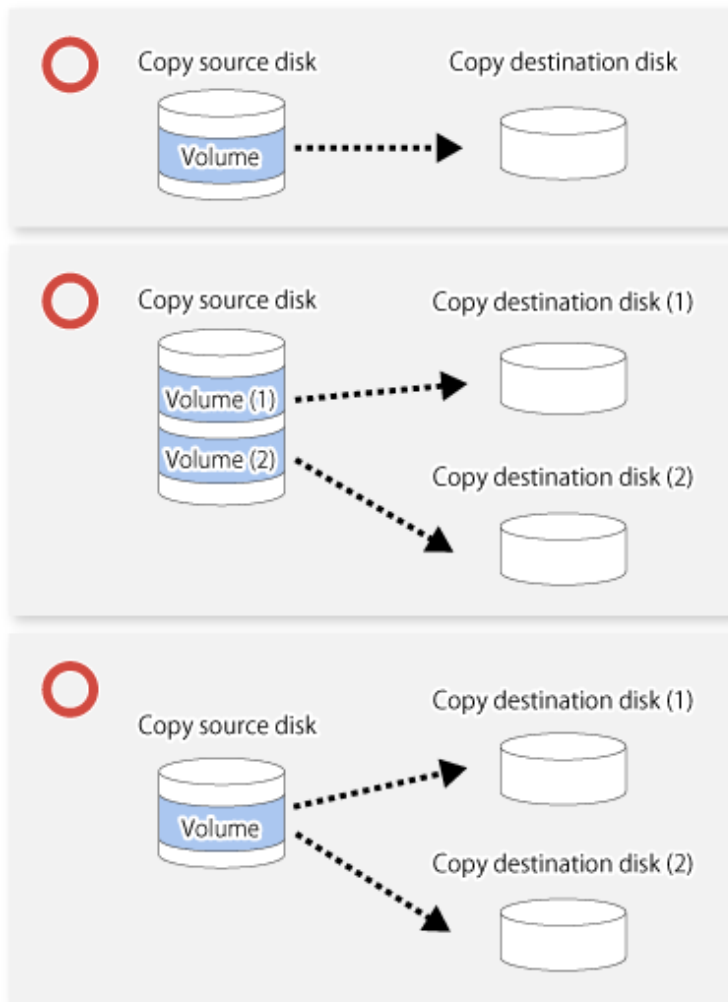 Copy source disk
Copy destination disk
Volume
Copy source disk
Copy destination disk (1)
Volume (1)
Volume (2)
Copy destination disk (2)
Copy destination disk (1)
Copy source disk
Volume
Copy destination disk (2)